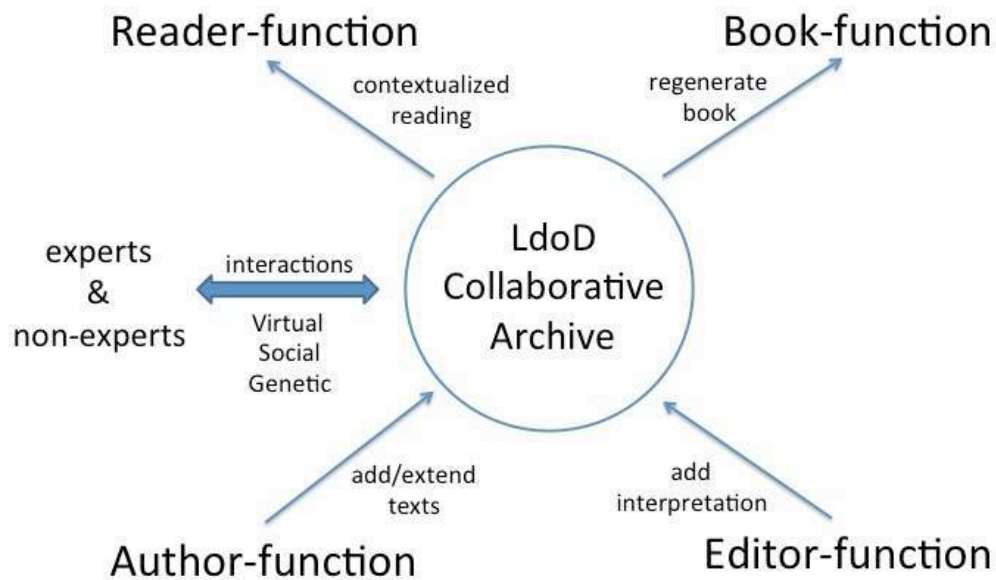 Reader-function
Book-function
contextualized
reading
regenerate
book
experts
&
non-experts
interactions
Virtual
Social
Genetic
LdoD
Collaborative
Archive
add/extend
texts
add
interpretation
Author-function
Editor-function